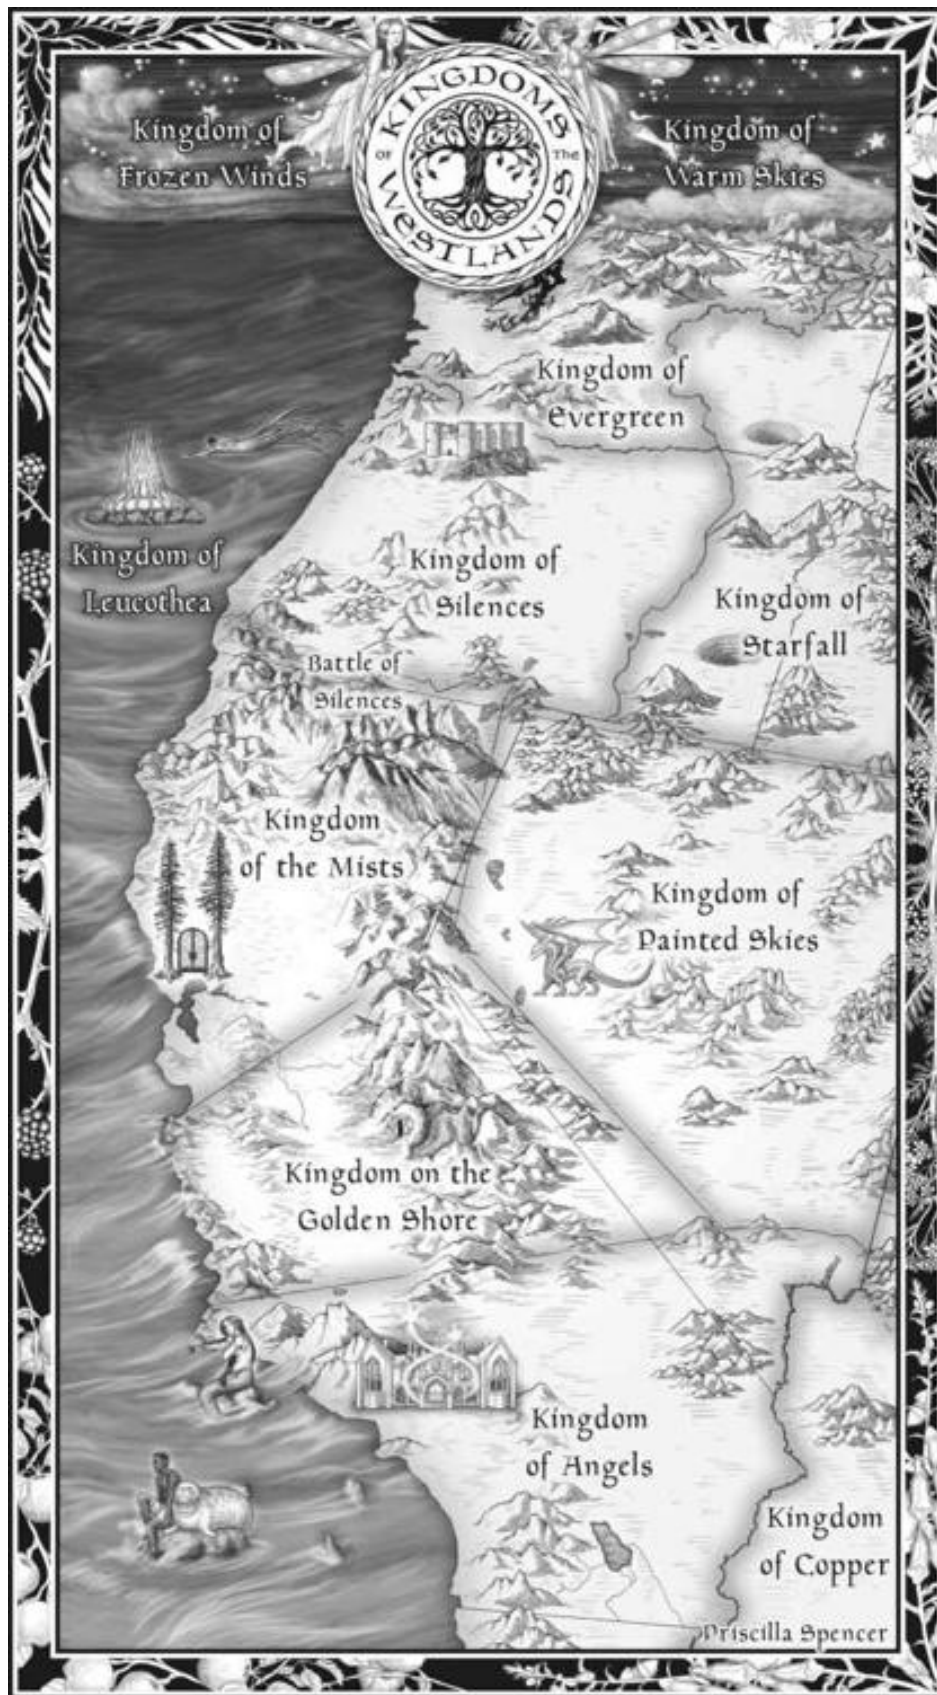 KINGDOMS
OF THE
WESTLANDS
Kingdom of
Frozen Winds
Kingdom of
Warm Skies
Kingdom of
Evergreen
Kingdom of
Leucothea
Kingdom of
Silences
Kingdom of
Starfall
Battle of
Silences
Kingdom
of the Mists
Kingdom of
Painted Skies
Kingdom on the
Golden Shore
Kingdom
of Angels
Kingdom
of Copper
Priscilla Spencer